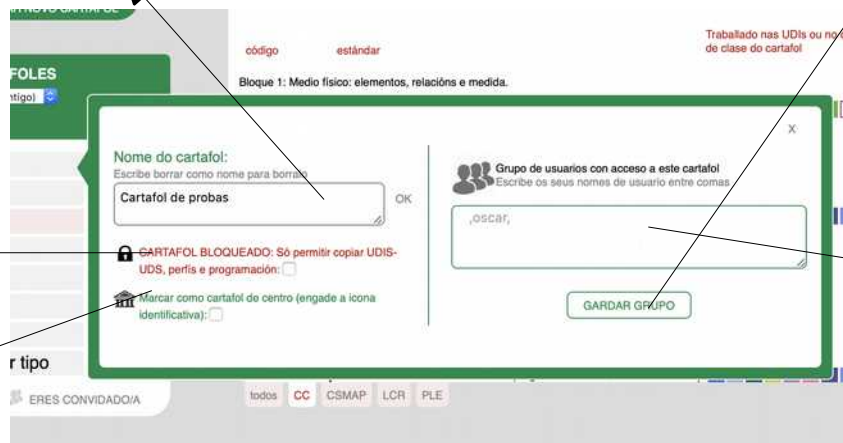 NOVO CARTAFOL
código
estándar
Traballado nas UDIs ou no
de clase do cartafol
FOLES
ntigo)
Bloque 1: Medio físico: elementos, relacións e medida.
X
Nome do cartafol:
Escribe borrar como nome para borralo
Cartafol de probas
OK
CARTAFOL BLOQUEADO: Só permitir copiar UDIS-
UDS, perfís e programación:
Marcar como cartafol de centro (engade a icona
identificativa):
Grupo de usuarios con acceso a este cartafol
Escribe os seus nomes de usuario entre comas
,oscar,
GARDAR GRUPO
r tipo
ERES CONVIDADO/A
todos CC CSMAP LCR PLE